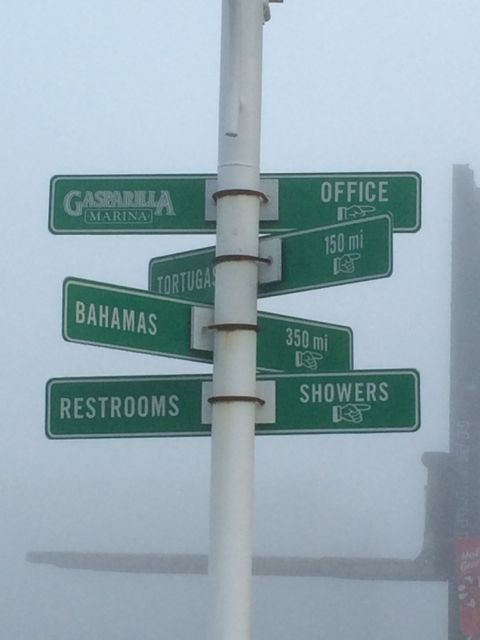 GASPARILLA OFFICE
MARINA
TORTUGAS 150 mi
BAHAMAS 350 mi
RESTROOMS SHOWERS